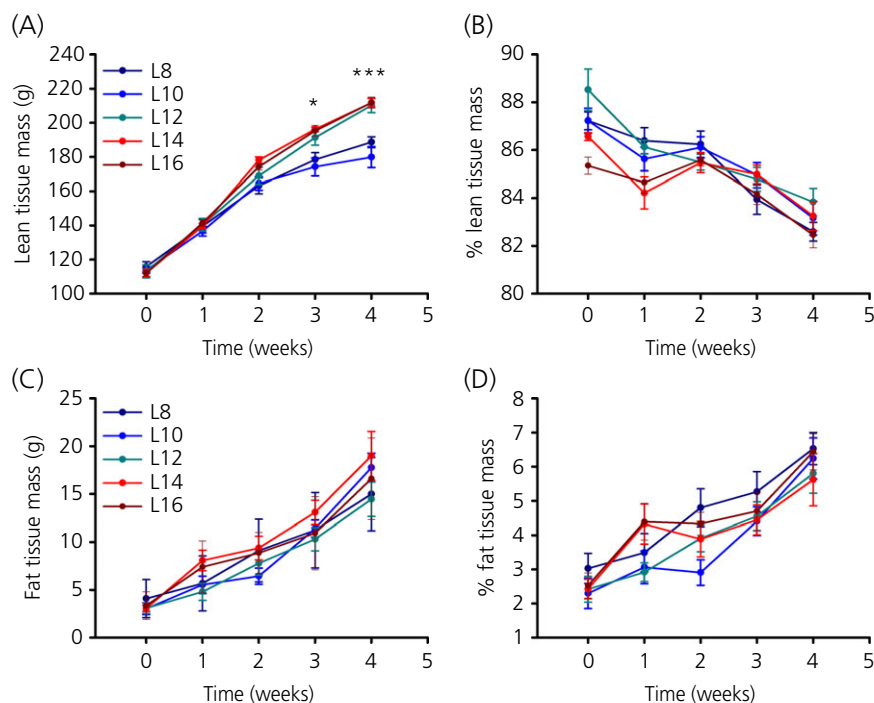 (A)
240
220
200
180
160
140
120
100
Lean tissue mass (g)
L8
L10
L12
L14
L16
*
***
0 1 2 3 4 5
Time (weeks)
(B)
90
88
86
84
82
80
% lean tissue mass
0 1 2 3 4 5
Time (weeks)
(C)
25
20
15
10
5
0
Fat tissue mass (g)
L8
L10
L12
L14
L16
0 1 2 3 4 5
Time (weeks)
(D)
8
7
6
5
4
3
2
1
% fat tissue mass
0 1 2 3 4 5
Time (weeks)